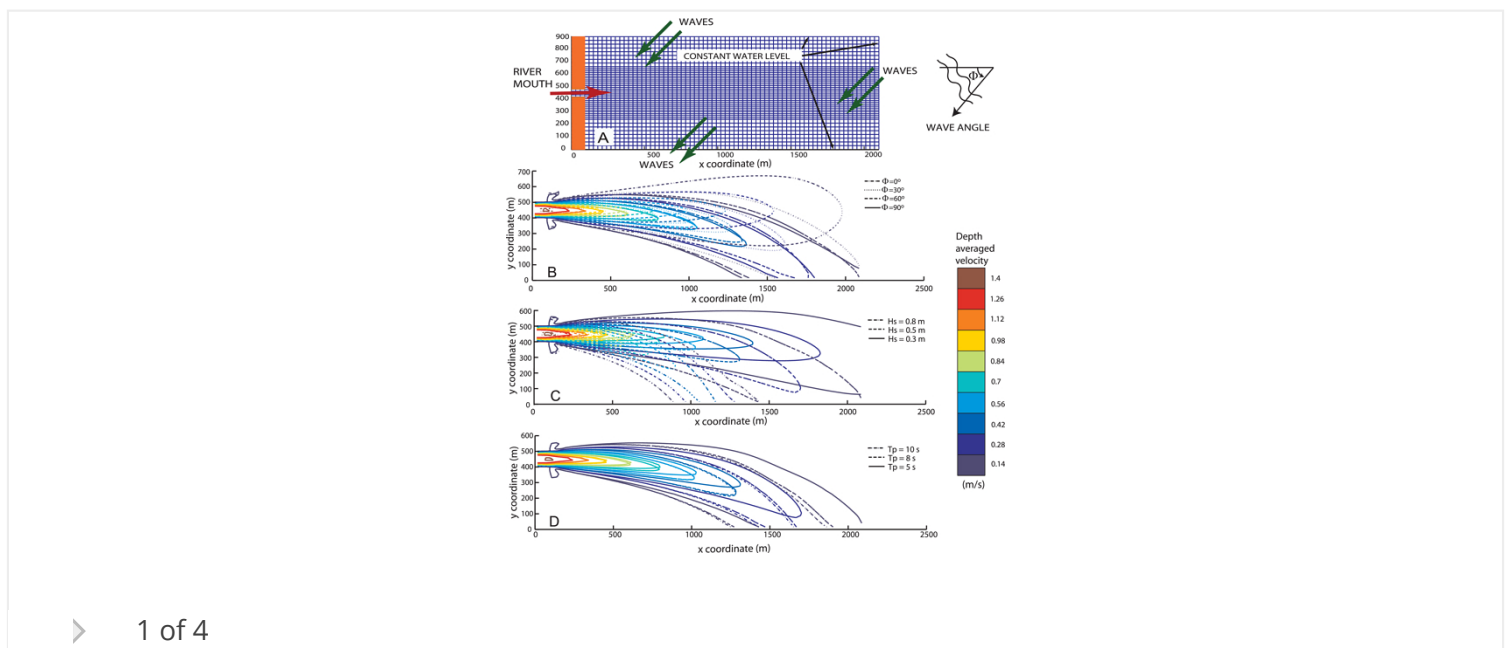 WAVES
900
800
700
600
500
400
300
200
100
0
CONSTANT WATER LEVEL
RIVER
MOUTH
WAVES
Φ
WAVE ANGLE
A
0
500
1000
1500
2000
WAVES
x coordinate (m)
700
600
500
400
300
200
100
0
y coordinate (m)
Φ=0º
Φ=30º
Φ=60º
Φ=90º
B
0
500
1000
1500
2000
2500
x coordinate (m)
600
500
400
300
200
100
0
y coordinate (m)
Hs = 0.8 m
Hs = 0.5 m
Hs = 0.3 m
C
0
500
1000
1500
2000
2500
x coordinate (m)
600
500
400
300
200
100
0
y coordinate (m)
Tp = 10 s
Tp = 8 s
Tp = 5 s
D
0
500
1000
1500
2000
2500
x coordinate (m)
Depth
averaged
velocity
1.4
1.26
1.12
0.98
0.84
0.7
0.56
0.42
0.28
0.14
(m/s)
1 of 4